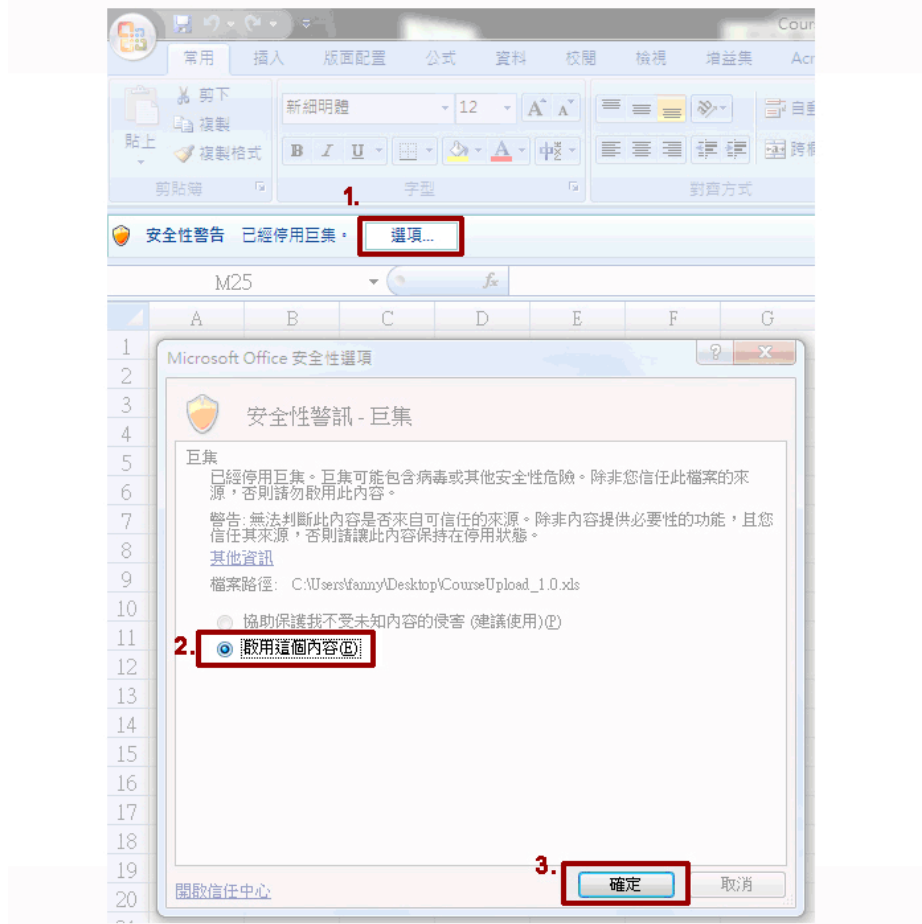 Cour
常用 插入 版面配置 公式 資料 校閱 檢視 增益集 Acr
剪下
新細明體 12 A A 自動
複製
貼上
複製格式 B I U A 中 跨欄
剪貼簿 字型 對齊方式
1.
安全性警告 已經停用巨集。 選項...
M25 fx
A B C D E F G
1
Microsoft Office 安全性選項 ? X
2
3
安全性警訊 - 巨集
4
5
巨集
已經停用巨集。巨集可能包含病毒或其他安全性危險。除非您信任此檔案的來
6
源，否則請勿啟用此內容。
7
警告: 無法判斷此內容是否來自可信任的來源。除非內容提供必要性的功能，且您
信任其來源，否則請讓此內容保持在停用狀態。
8
其他資訊
9
檔案路徑: C:\Users\fanny\Desktop\CourseUpload_1.0.xls
10
協助保護我不受未知內容的侵害 (建議使用)(P)
11
2. 啟用這個內容(E)
12
13
14
15
16
17
18
19
3.
確定 取消
20
開啟信任中心
21